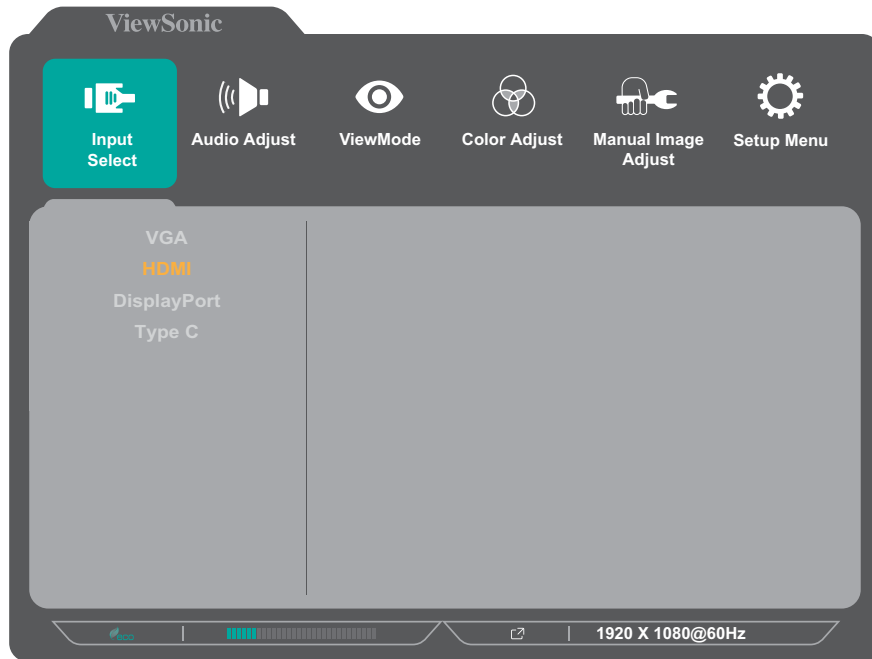 ViewSonic
Input
Select
Audio Adjust
ViewMode
Color Adjust
Manual Image
Adjust
Setup Menu
VGA
HDMI
DisplayPort
Type C
eco
1920 X 1080@60Hz